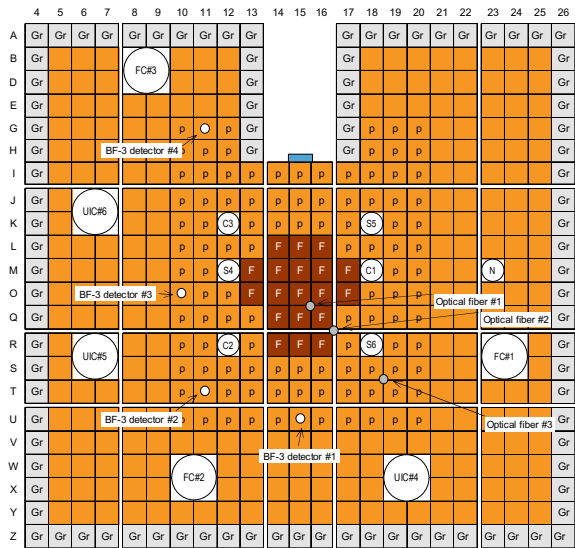 4 5 6 7 8 9 10 11 12 13 14 15 16 17 18 19 20 21 22 23 24 25 26
A Gr Gr Gr Gr Gr Gr Gr Gr Gr Gr Gr Gr Gr Gr Gr Gr Gr Gr Gr Gr
B Gr Gr Gr Gr
FC#3
D Gr Gr Gr Gr
E Gr Gr Gr Gr
G Gr p p Gr Gr p p p Gr
BF-3 detector #4
H Gr p p p Gr Gr p p p Gr
I Gr p p p p p p p p p p p Gr
J Gr p p p p p p p p p p p Gr
UIC#6
K Gr p p C3 p p p p p S5 p p Gr
L Gr p p p p F F F p p p p Gr
M Gr p p S4 F F F F F C1 p p N Gr
O Gr BF-3 detector #3 p p F F F F F p p p Gr
Optical fiber #1
Q Gr p p p p F F F p p p p Gr
Optical fiber #2
R Gr p p C2 p F F F p S6 p p Gr
UIC#5 FC#1
S Gr p p p p p p p p p p p Gr
T Gr p p p p p p p p p p Gr
U Gr p p p p p p p p p p Gr
BF-3 detector #2
Optical fiber #3
V Gr Gr
BF-3 detector #1
W Gr Gr
FC#2 UIC#4
X Gr Gr
Y Gr Gr
Z Gr Gr Gr Gr Gr Gr Gr Gr Gr Gr Gr Gr Gr Gr Gr Gr Gr Gr Gr Gr Gr Gr Gr